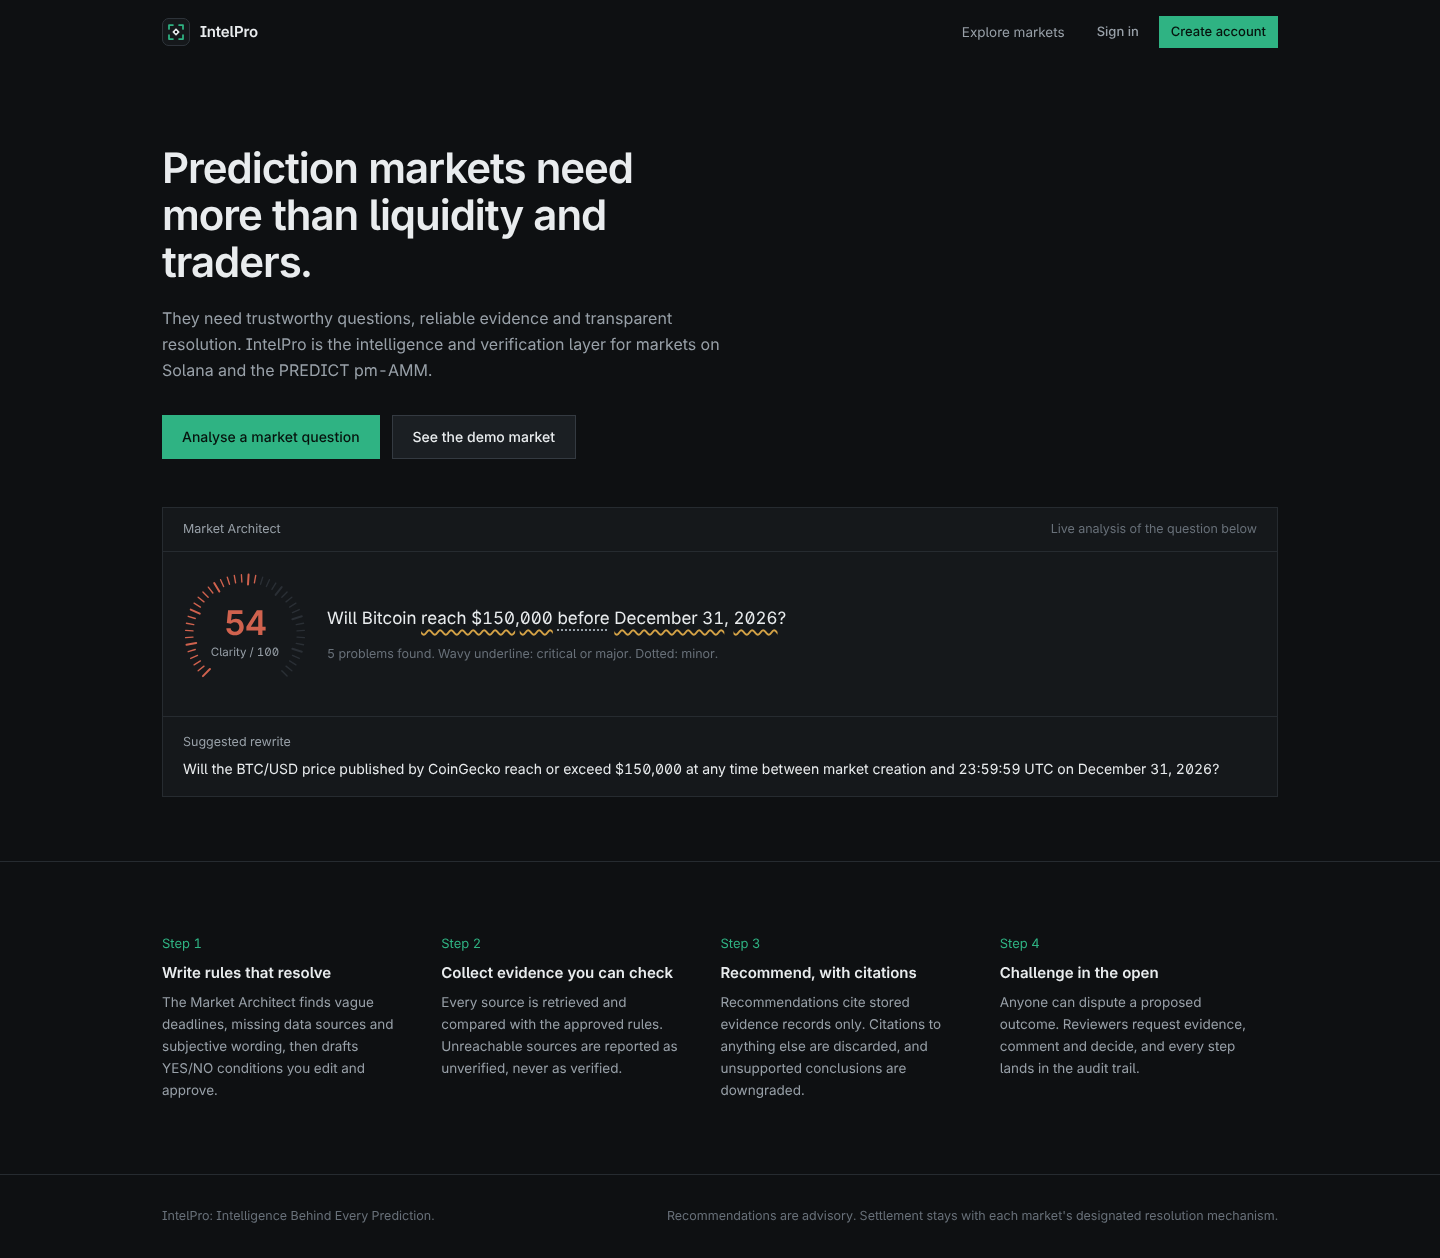 IntelPro
Explore markets
Sign in
Create account
Prediction markets need
more than liquidity and
traders.
They need trustworthy questions, reliable evidence and transparent
resolution. IntelPro is the intelligence and verification layer for markets on
Solana and the PREDICT pm-AMM.
Analyse a market question
See the demo market
Market Architect
Live analysis of the question below
54
Clarity / 100
Will Bitcoin reach $150,000 before December 31, 2026?
5 problems found. Wavy underline: critical or major. Dotted: minor.
Suggested rewrite
Will the BTC/USD price published by CoinGecko reach or exceed $150,000 at any time between market creation and 23:59:59 UTC on December 31, 2026?
Step 1
Write rules that resolve
The Market Architect finds vague
deadlines, missing data sources and
subjective wording, then drafts
YES/NO conditions you edit and
approve.
Step 2
Collect evidence you can check
Every source is retrieved and
compared with the approved rules.
Unreachable sources are reported as
unverified, never as verified.
Step 3
Recommend, with citations
Recommendations cite stored
evidence records only. Citations to
anything else are discarded, and
unsupported conclusions are
downgraded.
Step 4
Challenge in the open
Anyone can dispute a proposed
outcome. Reviewers request evidence,
comment and decide, and every step
lands in the audit trail.
IntelPro: Intelligence Behind Every Prediction.
Recommendations are advisory. Settlement stays with each market's designated resolution mechanism.